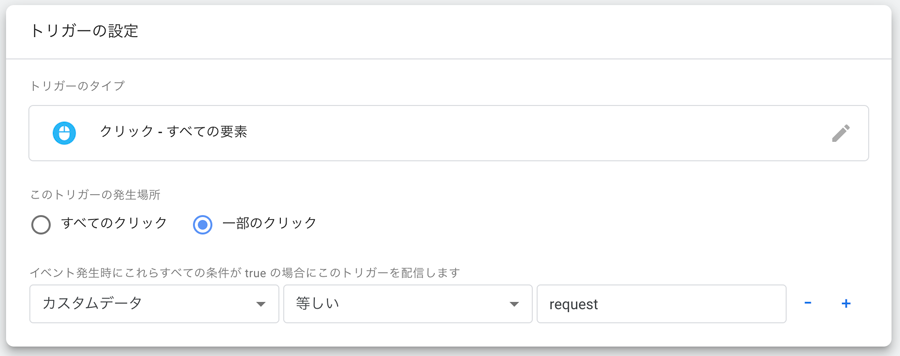 トリガーの設定
トリガーのタイプ
クリック - すべての要素
このトリガーの発生場所
すべてのクリック 一部のクリック
イベント発生時にこれらすべての条件が true の場合にこのトリガーを配信します
カスタムデータ 等しい request - +